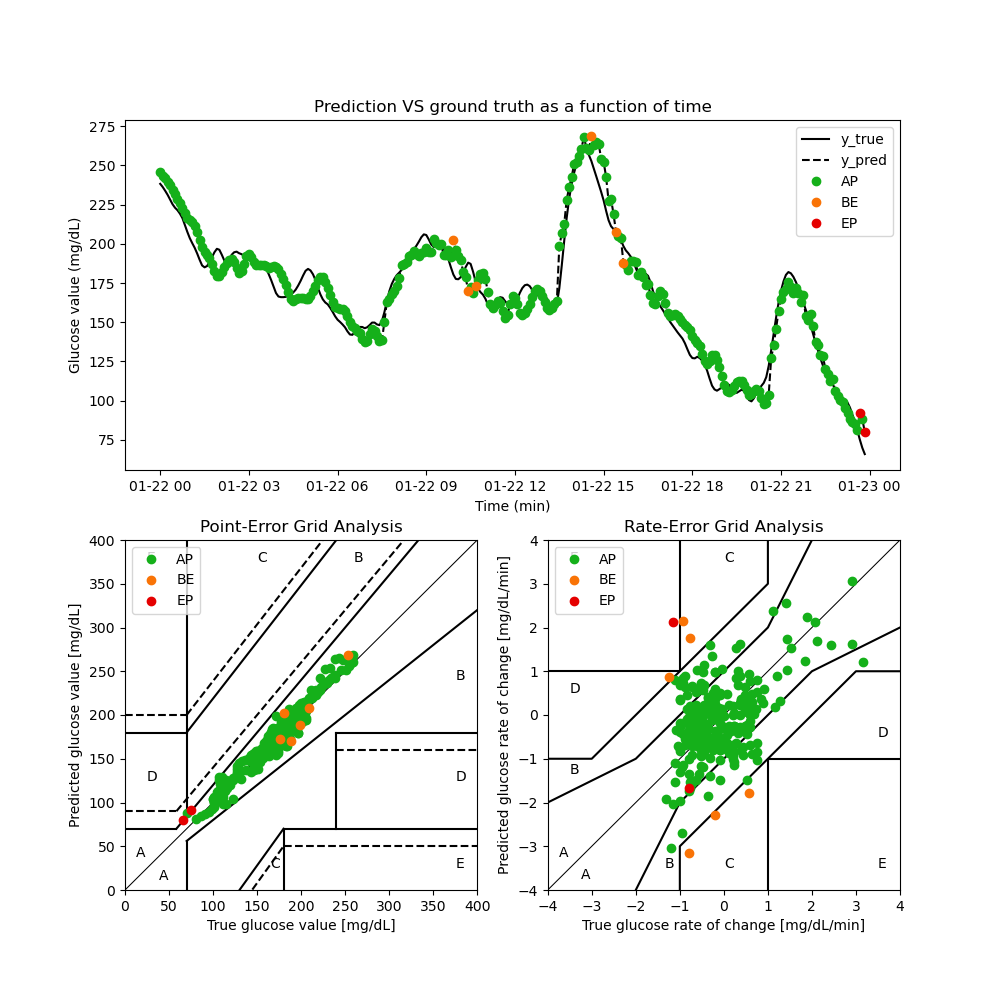 Prediction VS ground truth as a function of time
275
250
225
200
175
150
125
100
75
Glucose value (mg/dL)
y_true
y_pred
AP
BE
EP
01-22 00 01-22 03 01-22 06 01-22 09 01-22 12 01-22 15 01-22 18 01-22 21 01-23 00
Time (min)
Point-Error Grid Analysis
400
350
300
250
200
150
100
50
0
Predicted glucose value [mg/dL]
AP
BE
EP
C
B
B
D
D
A
A
C
E
0 50 100 150 200 250 300 350 400
True glucose value [mg/dL]
Rate-Error Grid Analysis
4
3
2
1
0
−1
−2
−3
−4
Predicted glucose rate of change [mg/dL/min]
AP
BE
EP
C
D
D
B
A
A
B
C
E
−4 −3 −2 −1 0 1 2 3 4
True glucose rate of change [mg/dL/min]